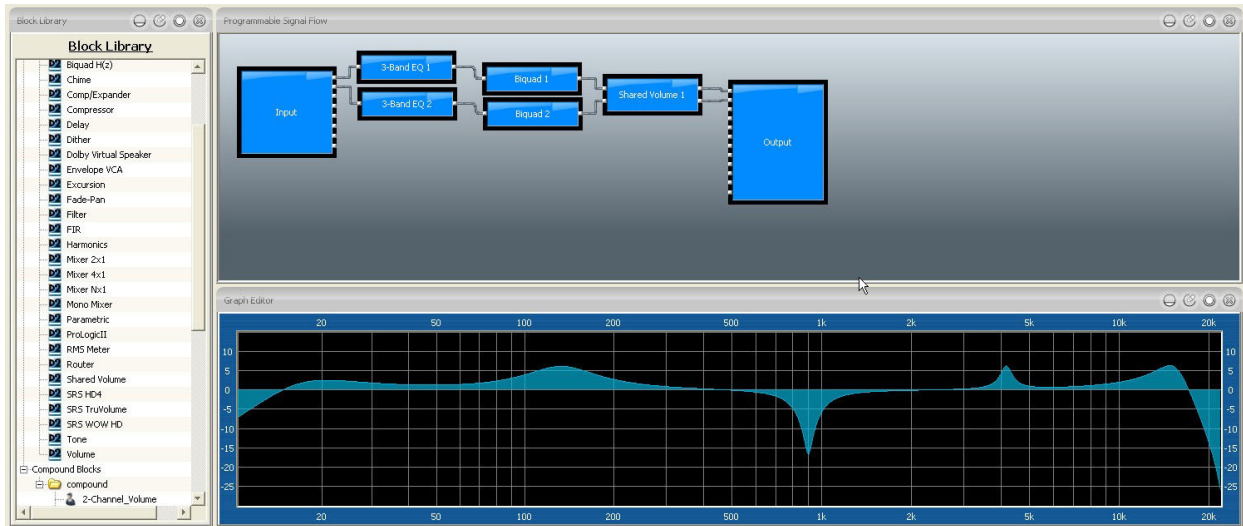 Block Library
Block Library
Biquad H(z)
Chime
Comp/Expander
Compressor
Delay
Dither
Dolby Virtual Speaker
Envelope VCA
Excursion
Fade-Pan
Filter
FIR
Harmonics
Mixer 2x1
Mixer 4x1
Mixer Nx1
Mono Mixer
Parametric
ProLogicII
RMS Meter
Router
Shared Volume
SRS HD4
SRS TruVolume
SRS WOW HD
Tone
Volume
Compound Blocks
compound
2-Channel_Volume
Programmable Signal Flow
Input
3-Band EQ 1
3-Band EQ 2
Biquad 1
Biquad 2
Shared Volume 1
Output
Graph Editor
20 50 100 200 500 1k 2k 5k 10k 20k
10 10
5 5
0 0
-5 -5
-10 -10
-15 -15
-20 -20
-25 -25
20 50 100 200 500 1k 2k 5k 10k 20k